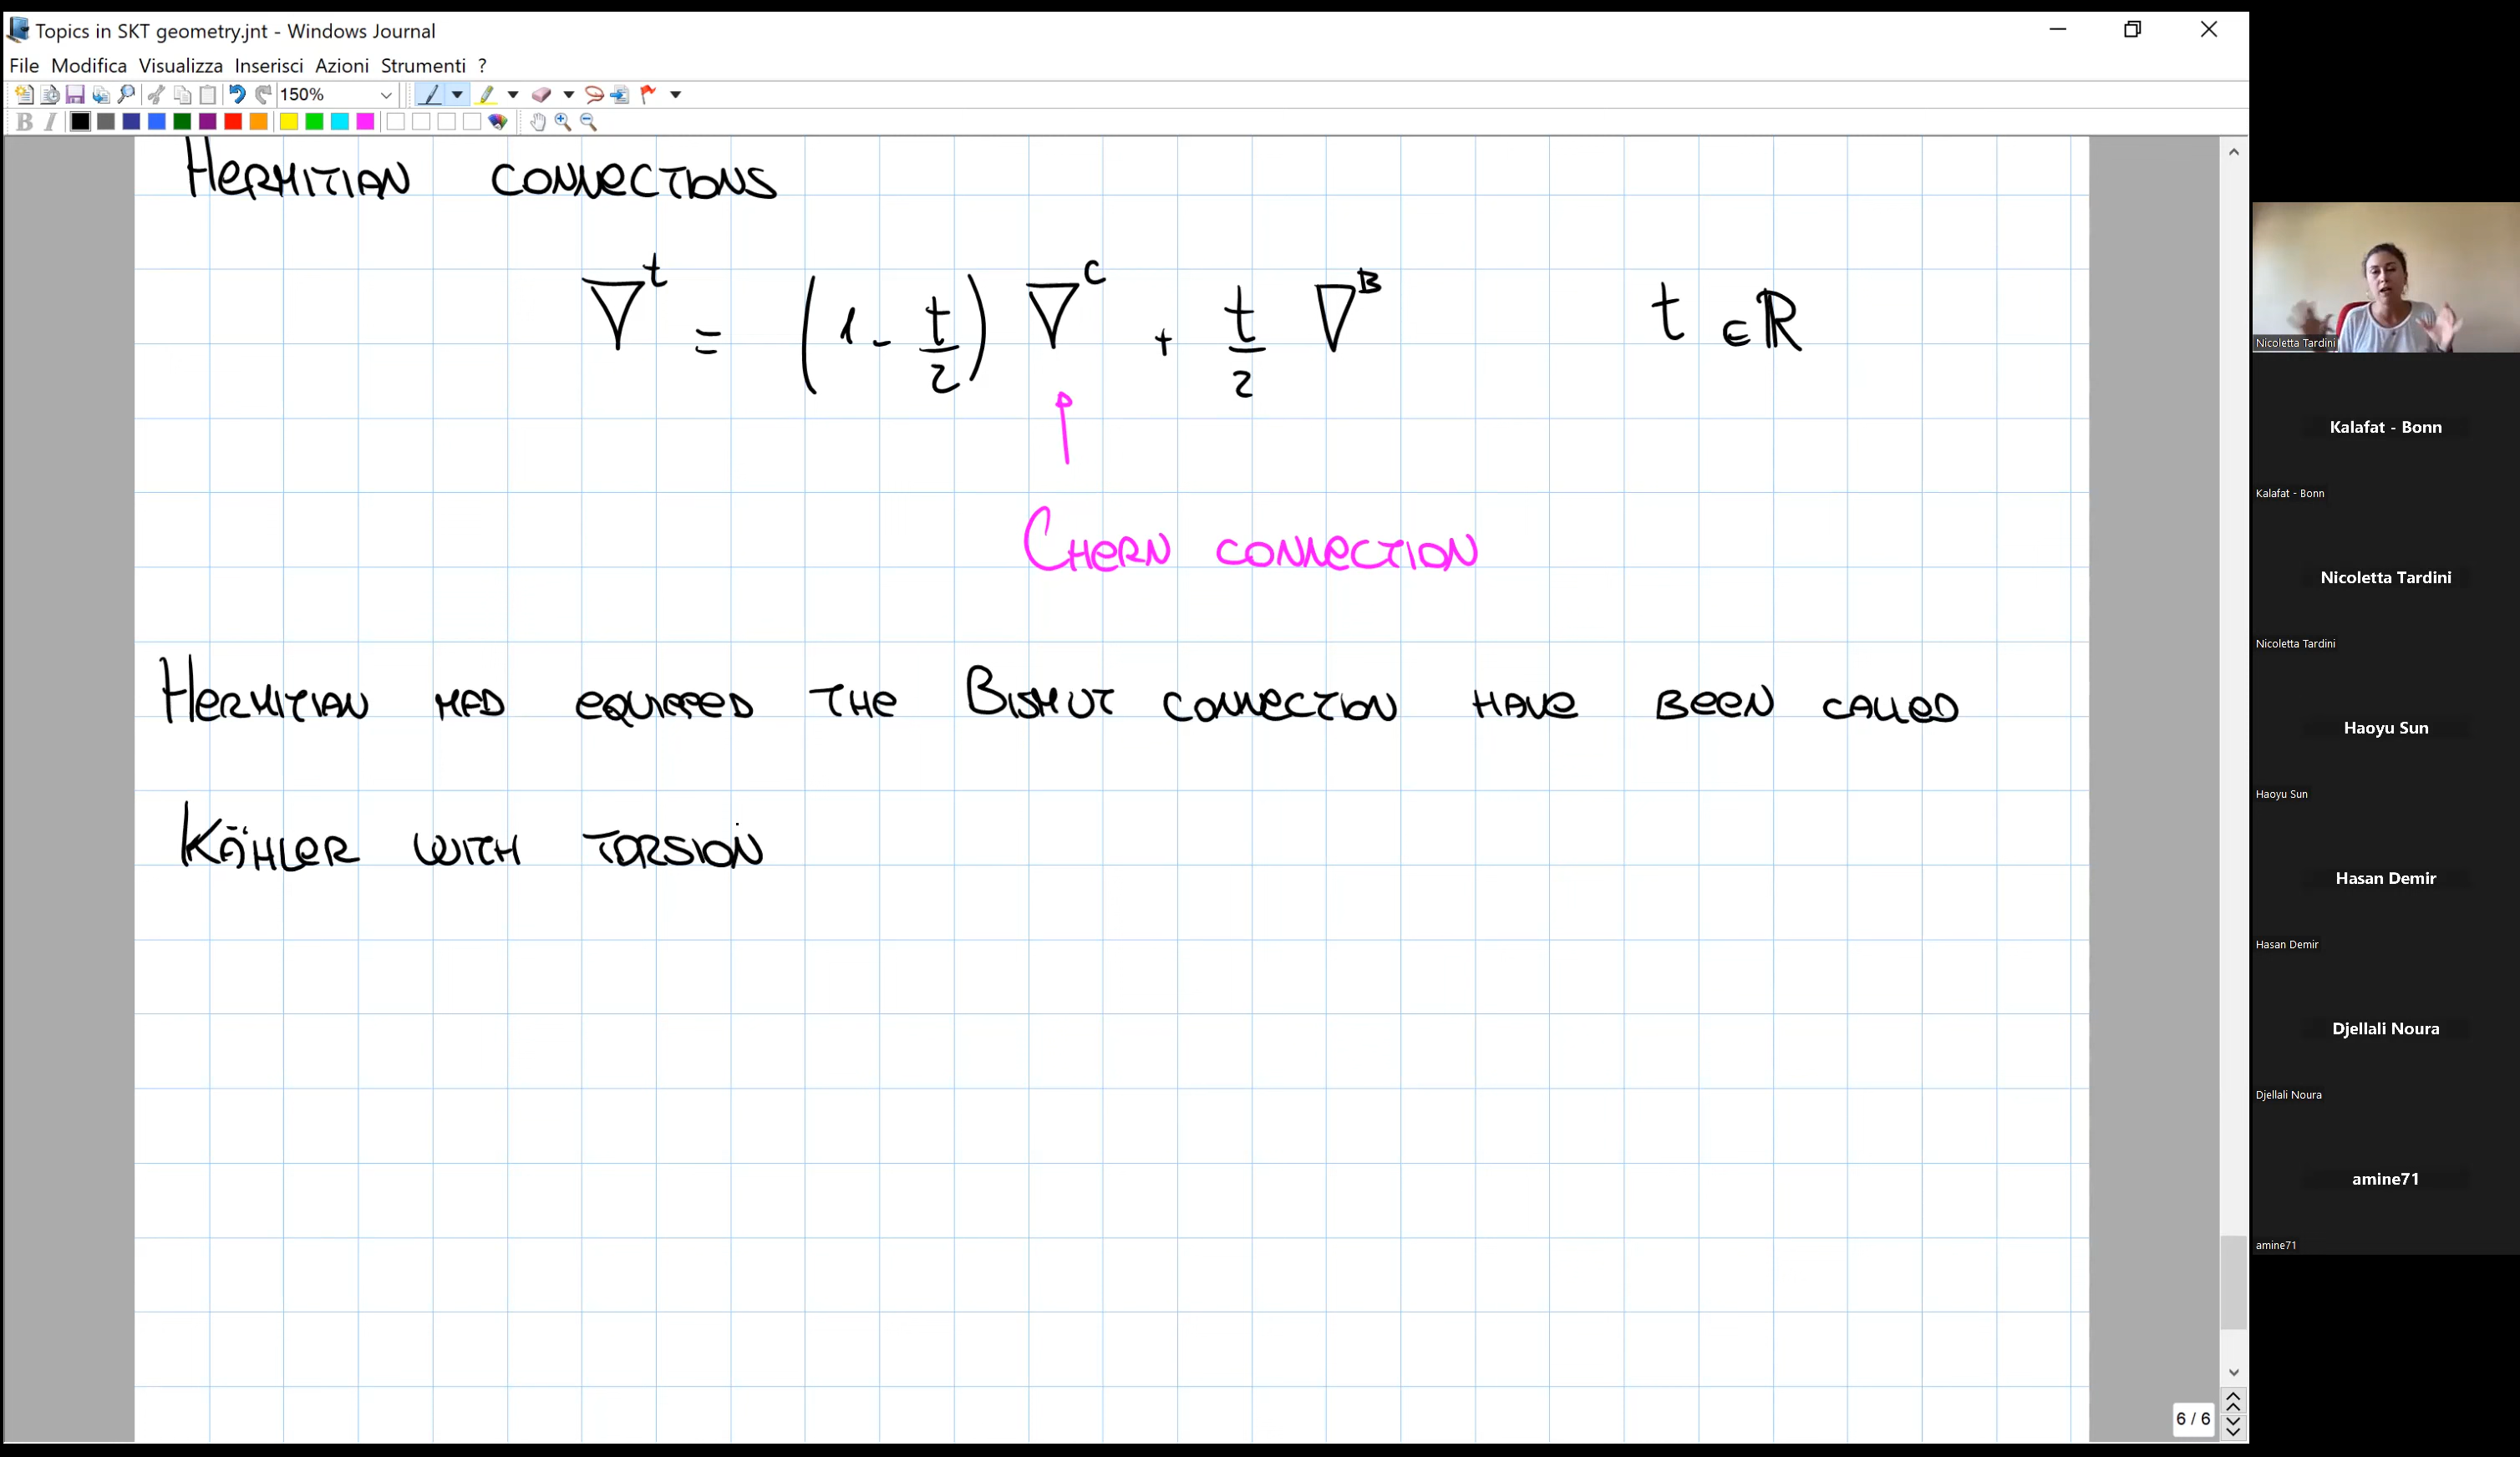 Topics in SKT geometry.jnt - Windows Journal
File Modifica Visualizza Inserisci Azioni Strumenti ?
150%
B I
HERMITIAN CONNECTIONS
∇^t = (1 - t/2) ∇^C + t/2 ∇^B t ∈ ℝ
CHERN CONNECTION
HERMITIAN MFD EQUIPPED THE BISMUT CONNECTION HAVE BEEN CALLED
KÄHLER WITH TORSION
6 / 6
Nicoletta Tardini
Kalafat - Bonn
Kalafat - Bonn
Nicoletta Tardini
Nicoletta Tardini
Haoyu Sun
Haoyu Sun
Hasan Demir
Hasan Demir
Djellali Noura
Djellali Noura
amine71
amine71